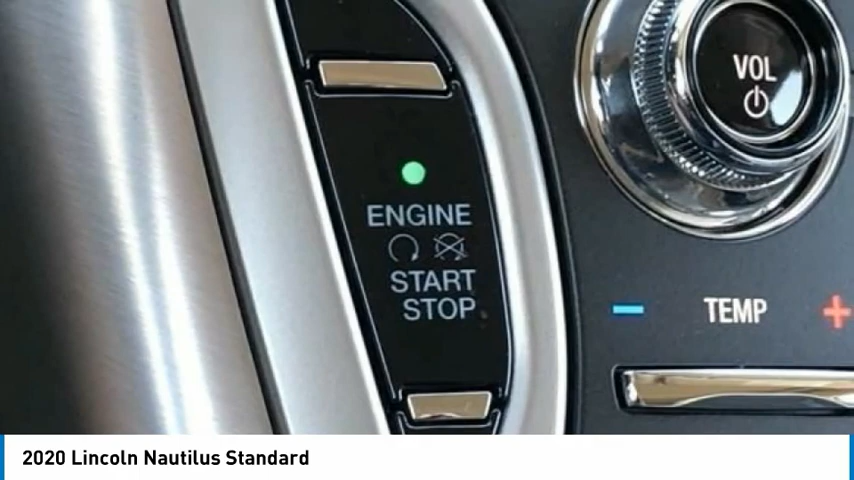 VOL
ENGINE
START
STOP
TEMP
2020 Lincoln Nautilus Standard